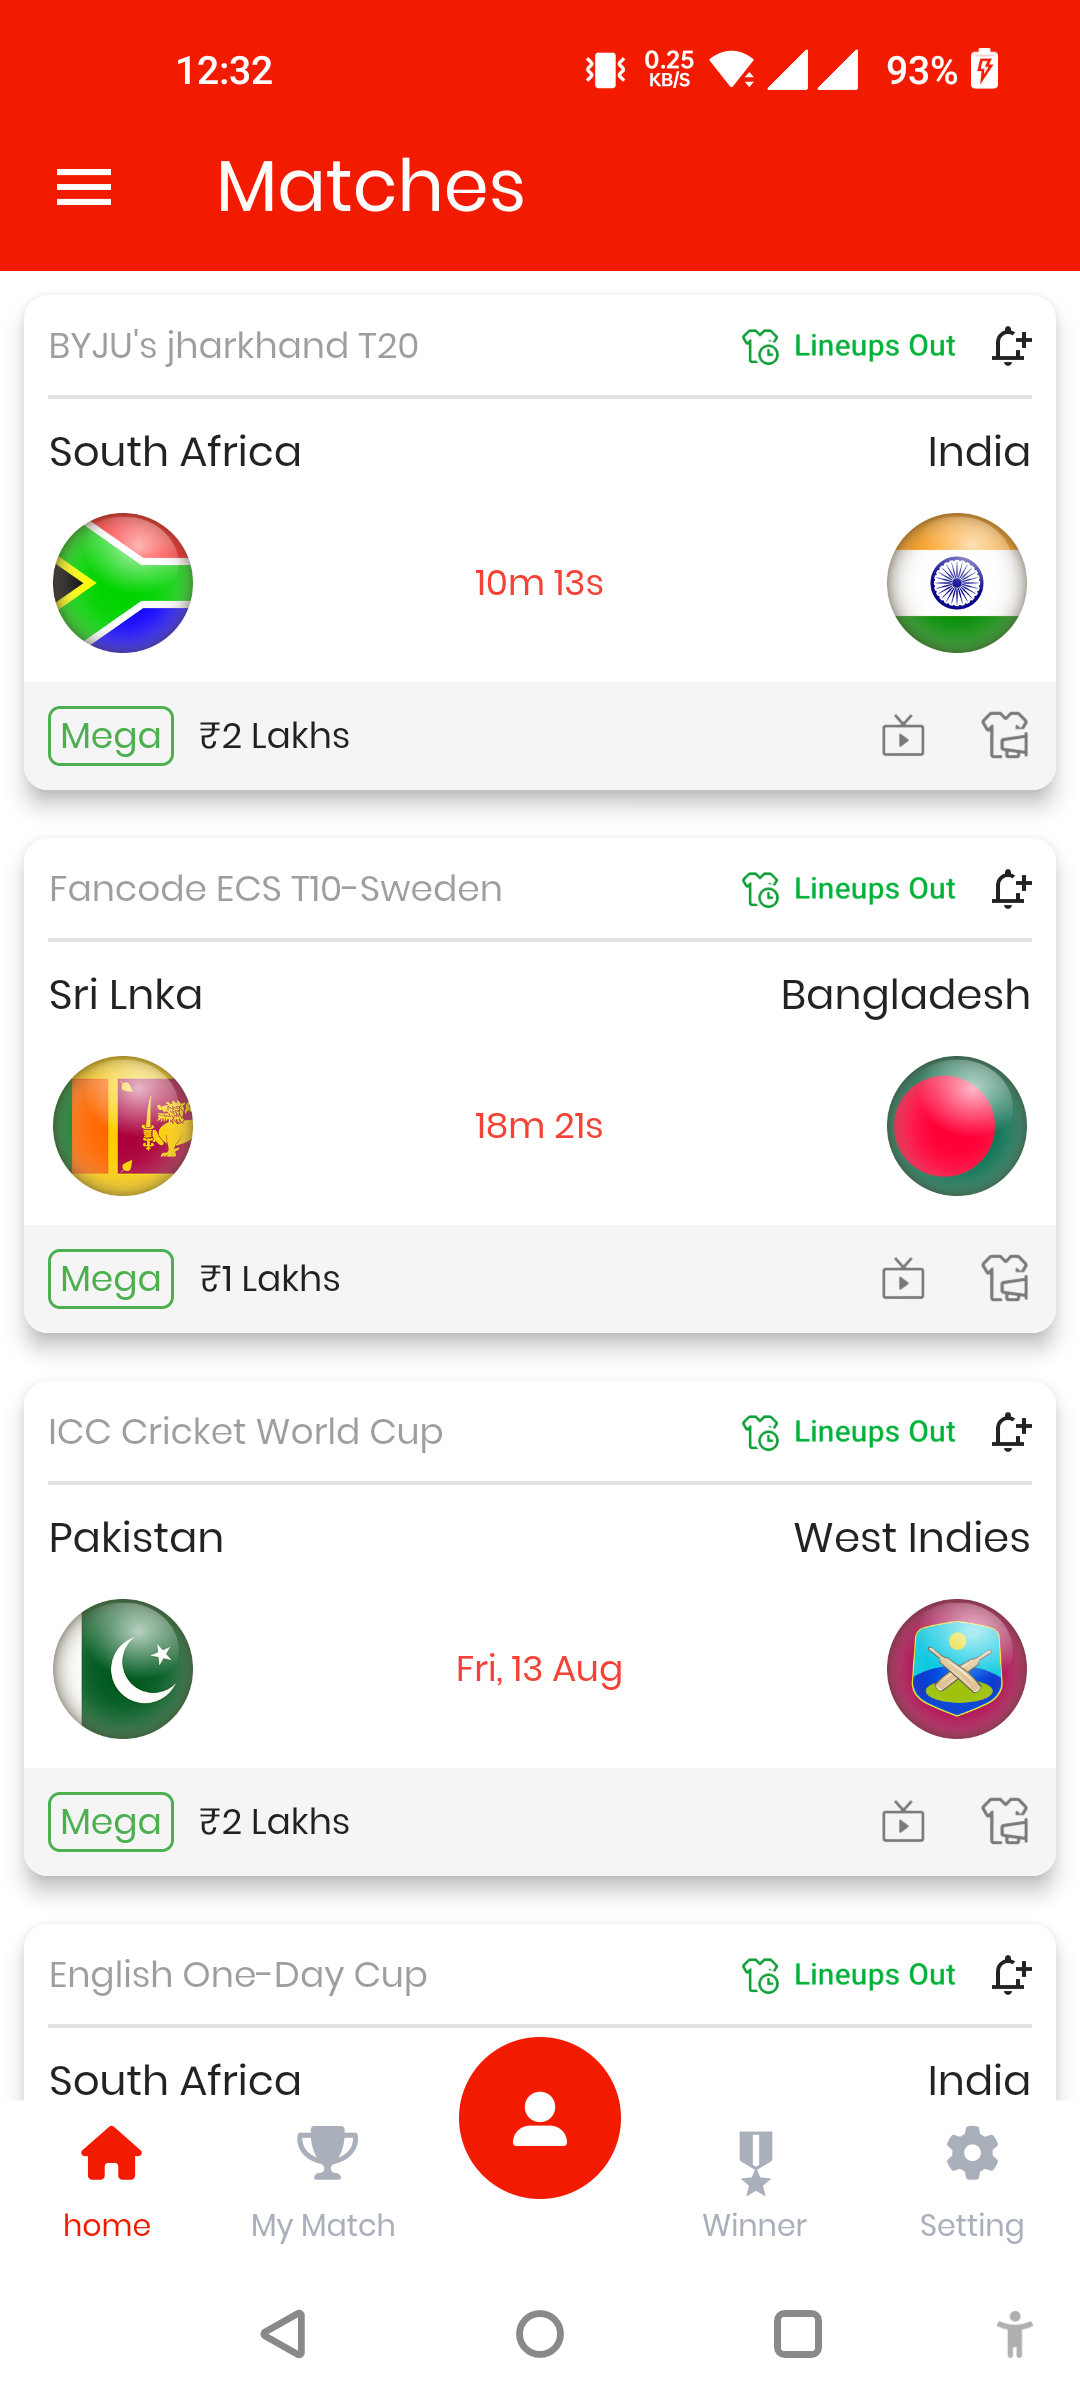 12:32 0.25 KB/S 93%
Matches
BYJU's jharkhand T20 Lineups Out
South Africa India
10m 13s
Mega ₹2 Lakhs
Fancode ECS T10-Sweden Lineups Out
Sri Lnka Bangladesh
18m 21s
Mega ₹1 Lakhs
ICC Cricket World Cup Lineups Out
Pakistan West Indies
Fri, 13 Aug
Mega ₹2 Lakhs
English One-Day Cup Lineups Out
South Africa India
home My Match Winner Setting